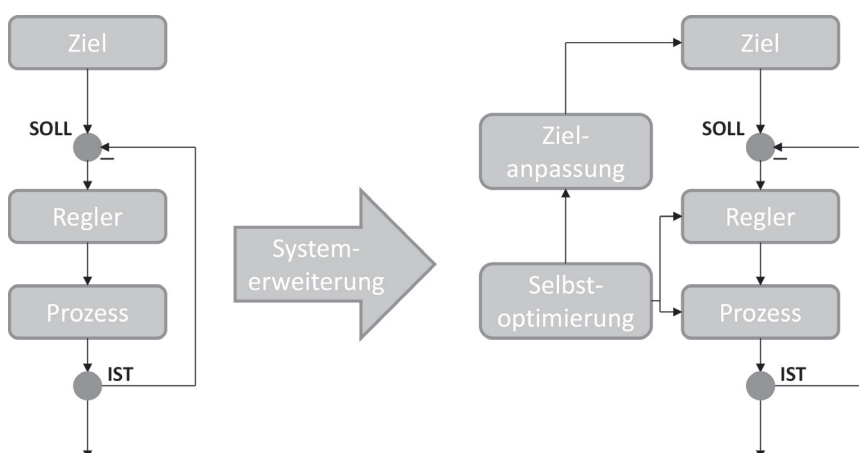 Ziel
SOLL
–
Regler
Prozess
IST
System-
erweiterung
Ziel
Ziel-
anpassung
SOLL
–
Regler
Selbst-
optimierung
Prozess
IST